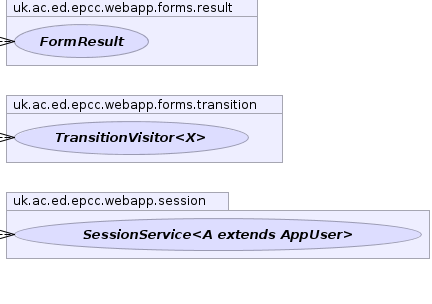 uk.ac.ed.epcc.webapp.forms.result
FormResult
uk.ac.ed.epcc.webapp.forms.transition
TransitionVisitor<X>
uk.ac.ed.epcc.webapp.session
SessionService<A extends AppUser>